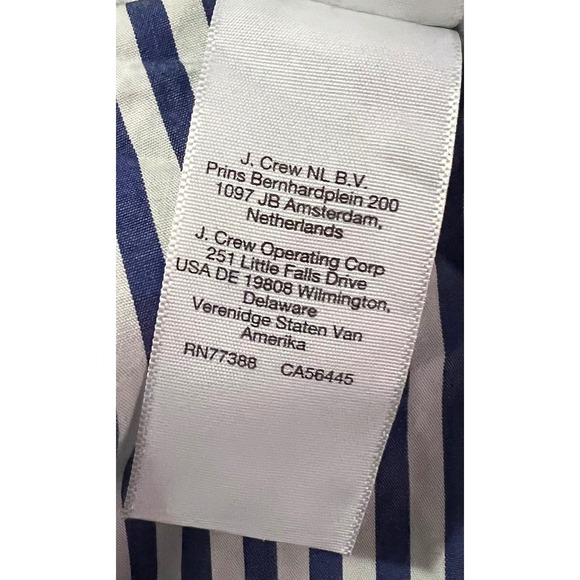 J. Crew NL B.V.
Prins Bernhardplein 200
1097 JB Amsterdam,
Netherlands
J. Crew Operating Corp
251 Little Falls Drive
USA DE 19808 Wilmington,
Delaware
Verenidge Staten Van
Amerika
RN77388 CA56445